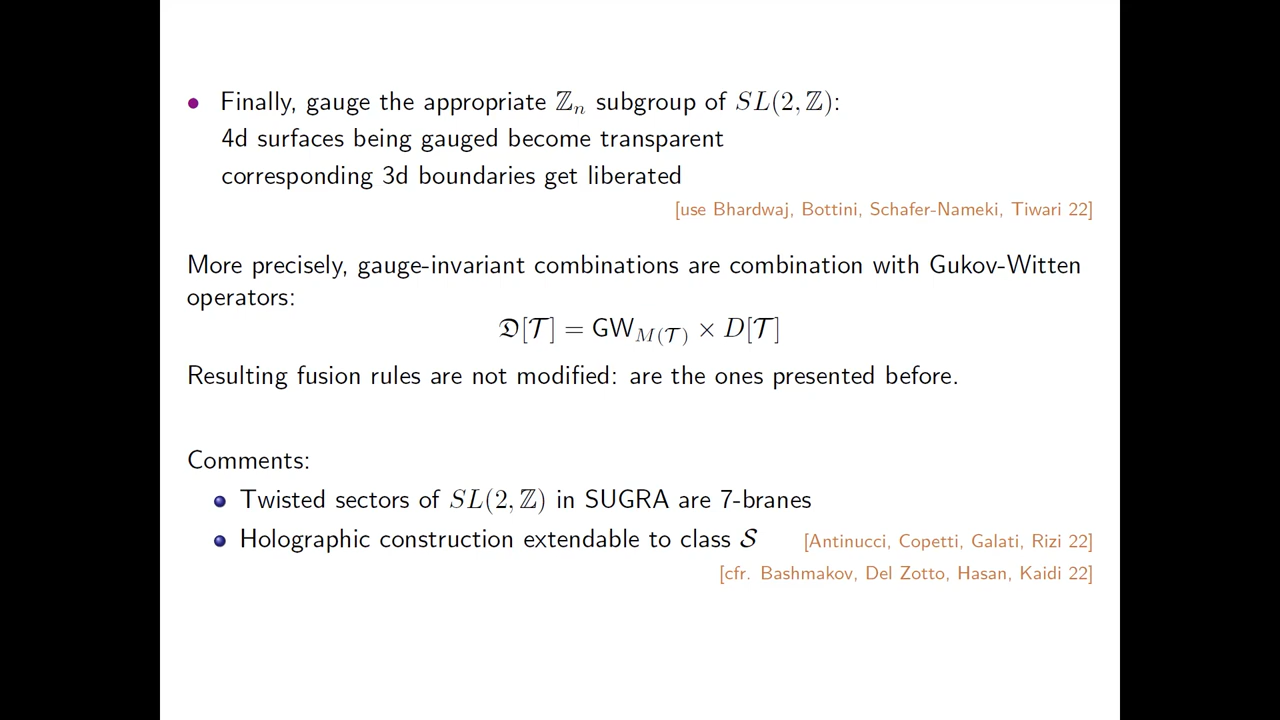 • Finally, gauge the appropriate ℤₙ subgroup of SL(2, ℤ):
4d surfaces being gauged become transparent
corresponding 3d boundaries get liberated
[use Bhardwaj, Bottini, Schafer-Nameki, Tiwari 22]
More precisely, gauge-invariant combinations are combination with Gukov-Witten
operators:
𝔇[𝒯] = GW_{M(𝒯)} × D[𝒯]
Resulting fusion rules are not modified: are the ones presented before.
Comments:
• Twisted sectors of SL(2, ℤ) in SUGRA are 7-branes
• Holographic construction extendable to class 𝒮 [Antinucci, Copetti, Galati, Rizi 22]
[cfr. Bashmakov, Del Zotto, Hasan, Kaidi 22]